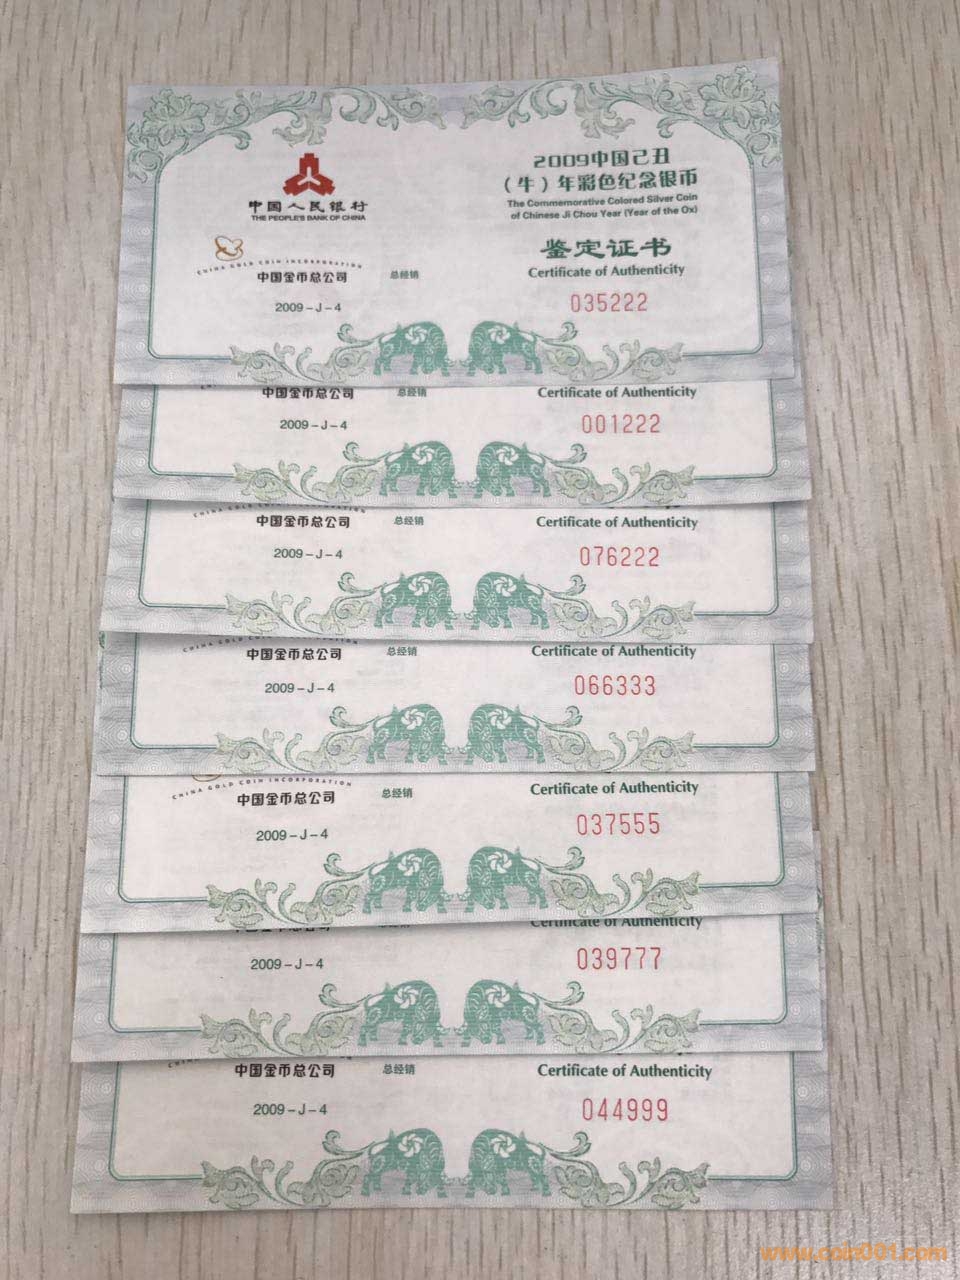 2009中国己丑
（牛）年彩色纪念银币
The Commemorative Colored Silver Coin
of Chinese Ji Chou Year (Year of the Ox)
中国人民银行
THE PEOPLE'S BANK OF CHINA
鉴定证书
Certificate of Authenticity
CHINA GOLD COIN INCORPORATION
中国金币总公司 总经销
2009-J-4
035222
中国金币总公司 总经销
Certificate of Authenticity
2009-J-4
001222
CHINA GOLD COIN INCORPORATION
中国金币总公司 总经销
Certificate of Authenticity
2009-J-4
076222
CHINA GOLD COIN INCORPORATION
中国金币总公司 总经销
Certificate of Authenticity
2009-J-4
066333
CHINA GOLD COIN INCORPORATION
中国金币总公司 总经销
Certificate of Authenticity
2009-J-4
037555
Certificate of Authenticity
2009-J-4
039777
中国金币总公司 总经销
Certificate of Authenticity
2009-J-4
044999
www.coin001.com